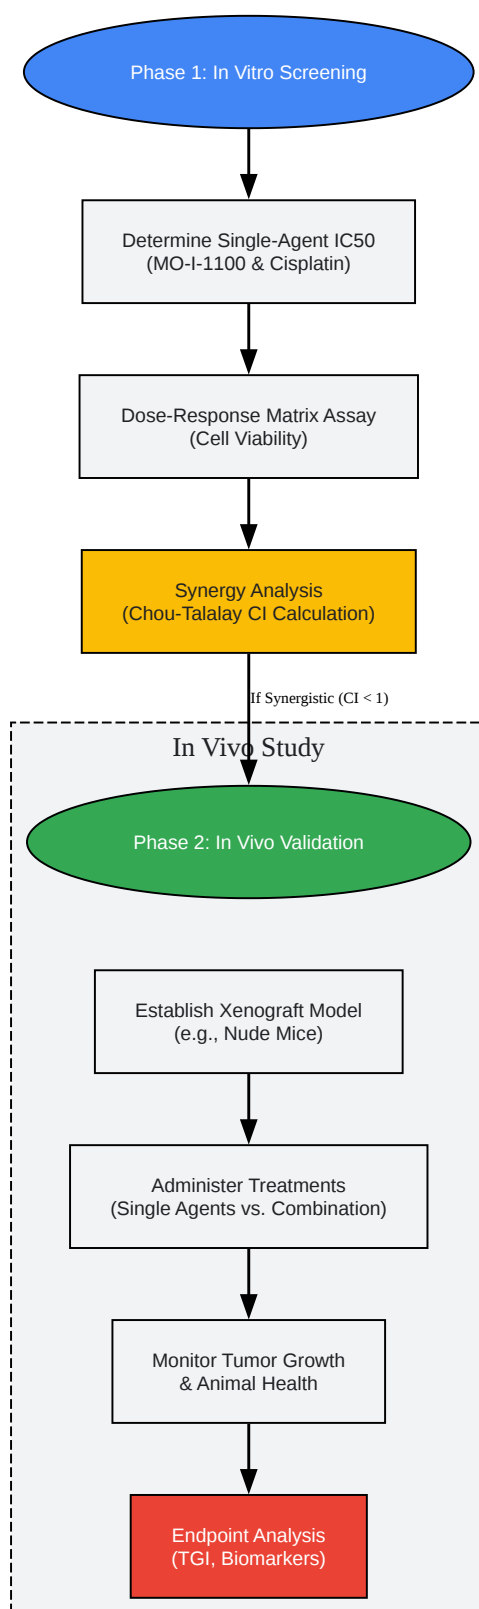 Phase 1: In Vitro Screening
Determine Single-Agent IC50
(MO-I-1100 & Cisplatin)
Dose-Response Matrix Assay
(Cell Viability)
Synergy Analysis
(Chou-Talalay CI Calculation)
If Synergistic (CI < 1)
In Vivo Study
Phase 2: In Vivo Validation
Establish Xenograft Model
(e.g., Nude Mice)
Administer Treatments
(Single Agents vs. Combination)
Monitor Tumor Growth
& Animal Health
Endpoint Analysis
(TGI, Biomarkers)